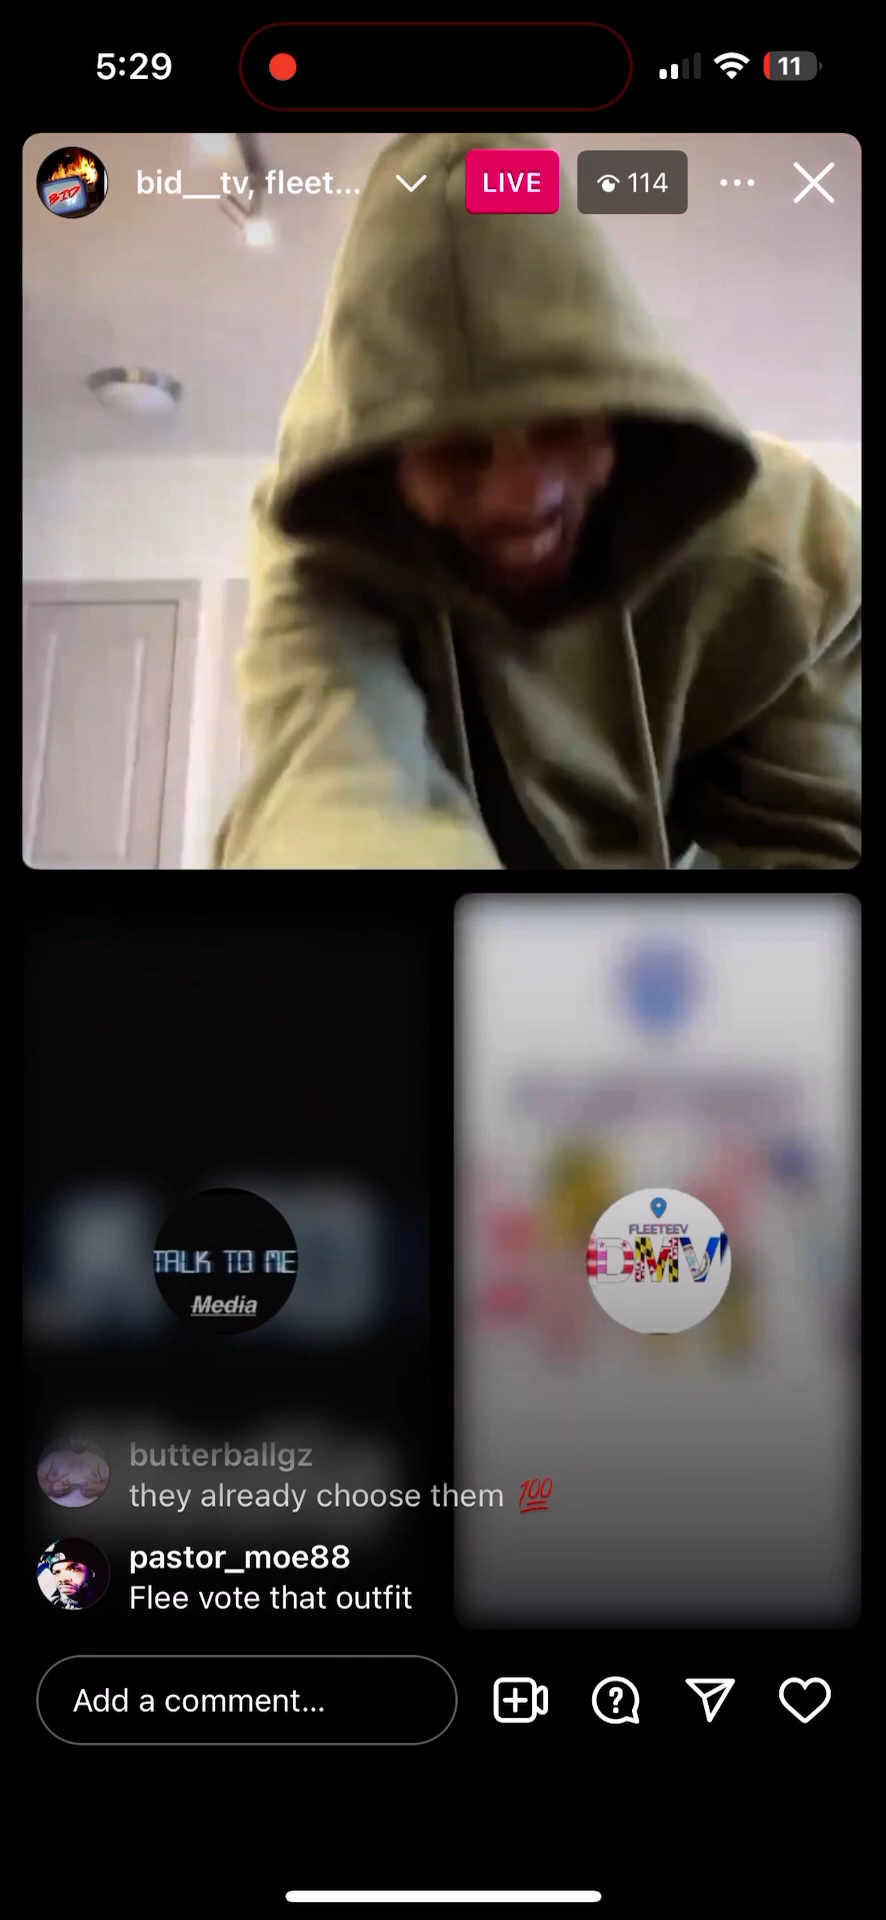 5:29
11
BID
bid__tv, fleet...
LIVE
114
TALK TO ME
Media
FLEETEEV
DMV
butterballgz
they already choose them 💯
pastor_moe88
Flee vote that outfit
Add a comment...